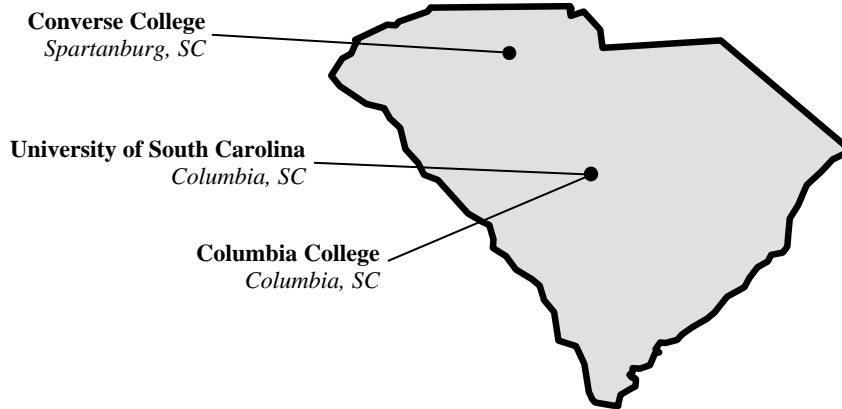 Converse College
Spartanburg, SC
University of South Carolina
Columbia, SC
Columbia College
Columbia, SC